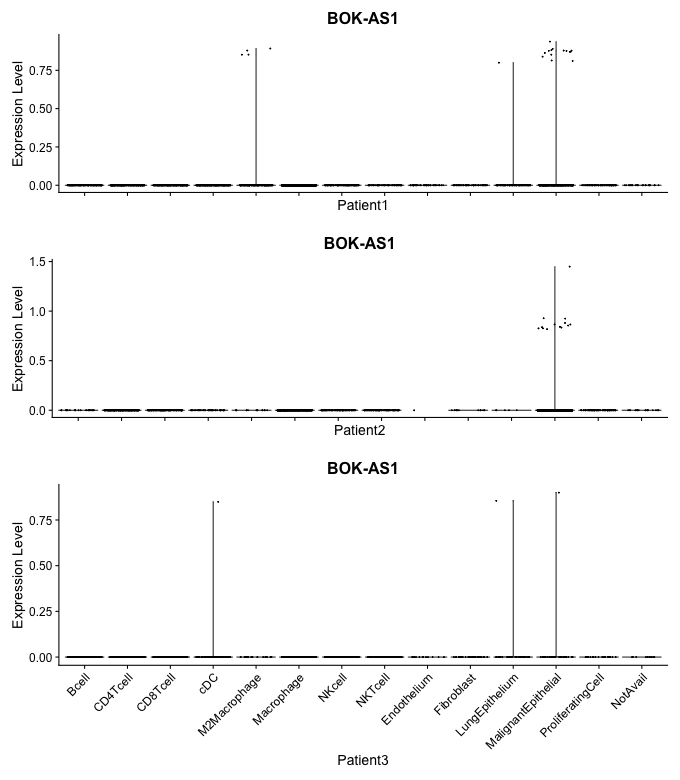 BOK-AS1
Expression Level
0.75
0.50
0.25
0.00
Patient1
BOK-AS1
Expression Level
1.5
1.0
0.5
0.0
Patient2
BOK-AS1
Expression Level
0.75
0.50
0.25
0.00
Bcell
CD4Tcell
CD8Tcell
cDC
M2Macrophage
Macrophage
NKcell
NKTcell
Endothelium
Fibroblast
LungEpithelium
MalignantEpithelial
ProliferatingCell
NotAvail
Patient3